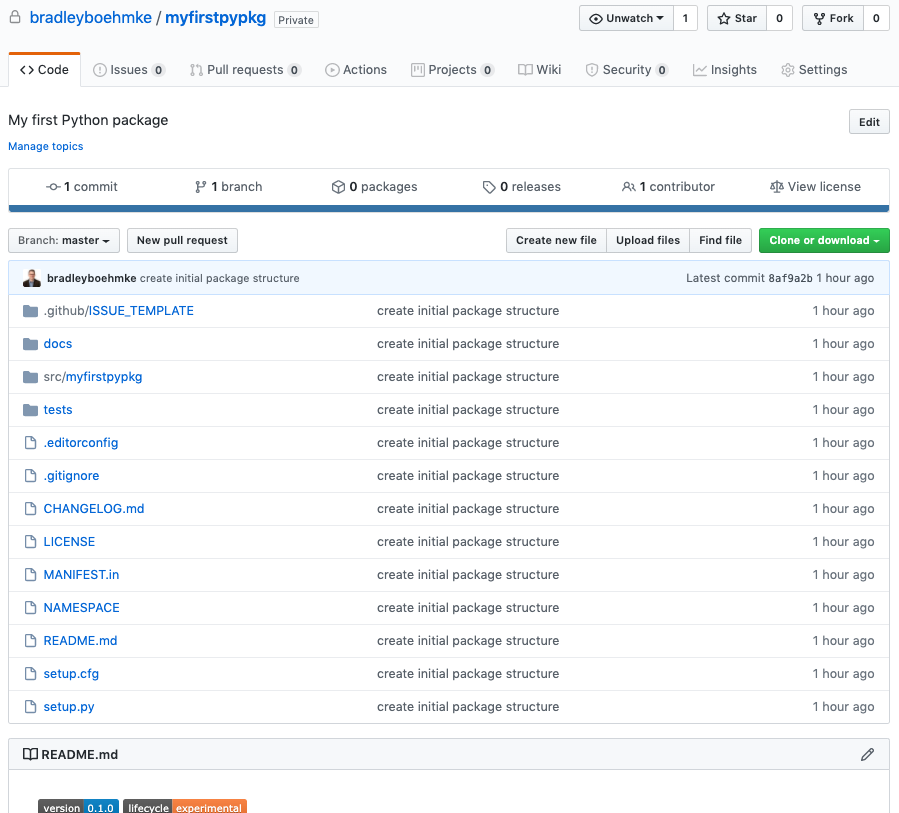 bradleyboehmke / myfirstpypkg Private Unwatch 1 Star 0 Fork 0
Code Issues 0 Pull requests 0 Actions Projects 0 Wiki Security 0 Insights Settings
My first Python package Edit
Manage topics
1 commit 1 branch 0 packages 0 releases 1 contributor View license
Branch: master New pull request Create new file Upload files Find file Clone or download
bradleyboehmke create initial package structure Latest commit 8af9a2b 1 hour ago
.github/ISSUE_TEMPLATE create initial package structure 1 hour ago
docs create initial package structure 1 hour ago
src/myfirstpypkg create initial package structure 1 hour ago
tests create initial package structure 1 hour ago
.editorconfig create initial package structure 1 hour ago
.gitignore create initial package structure 1 hour ago
CHANGELOG.md create initial package structure 1 hour ago
LICENSE create initial package structure 1 hour ago
MANIFEST.in create initial package structure 1 hour ago
NAMESPACE create initial package structure 1 hour ago
README.md create initial package structure 1 hour ago
setup.cfg create initial package structure 1 hour ago
setup.py create initial package structure 1 hour ago
README.md
version 0.1.0 lifecycle experimental